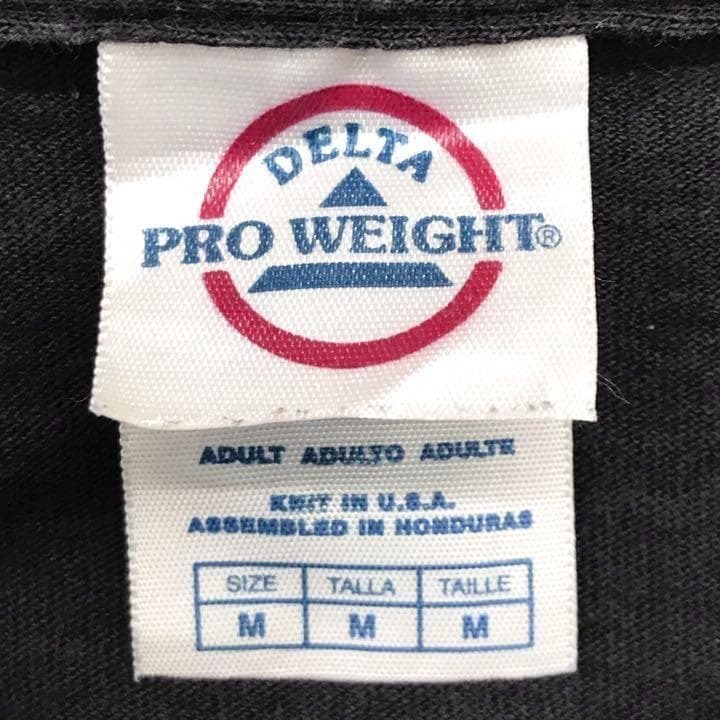 DELTA
PRO WEIGHT®
ADULT ADULTO ADULTE
KNIT IN U.S.A.
ASSEMBLED IN HONDURAS
SIZE TALLA TAILLE
M M M